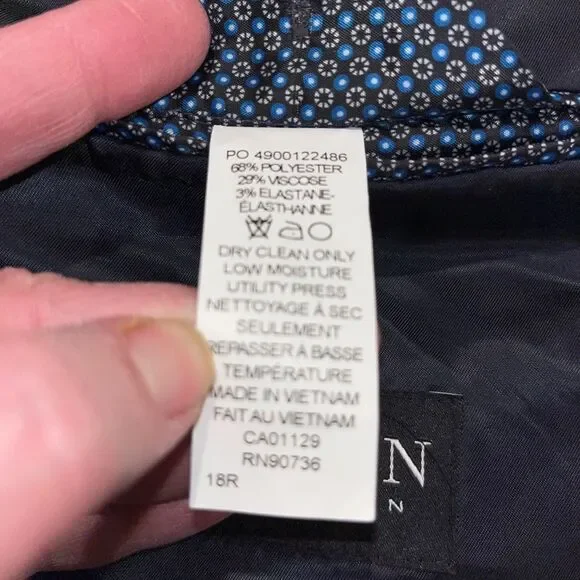 PO 4900122486
68% POLYESTER
29% VISCOSE
3% ELASTANE-
ÉLASTHANNE
DRY CLEAN ONLY
LOW MOISTURE
UTILITY PRESS
NETTOYAGE À SEC
SEULEMENT
REPASSER À BASSE
TEMPÉRATURE
MADE IN VIETNAM
FAIT AU VIETNAM
CA01129
RN90736
18R
N
N